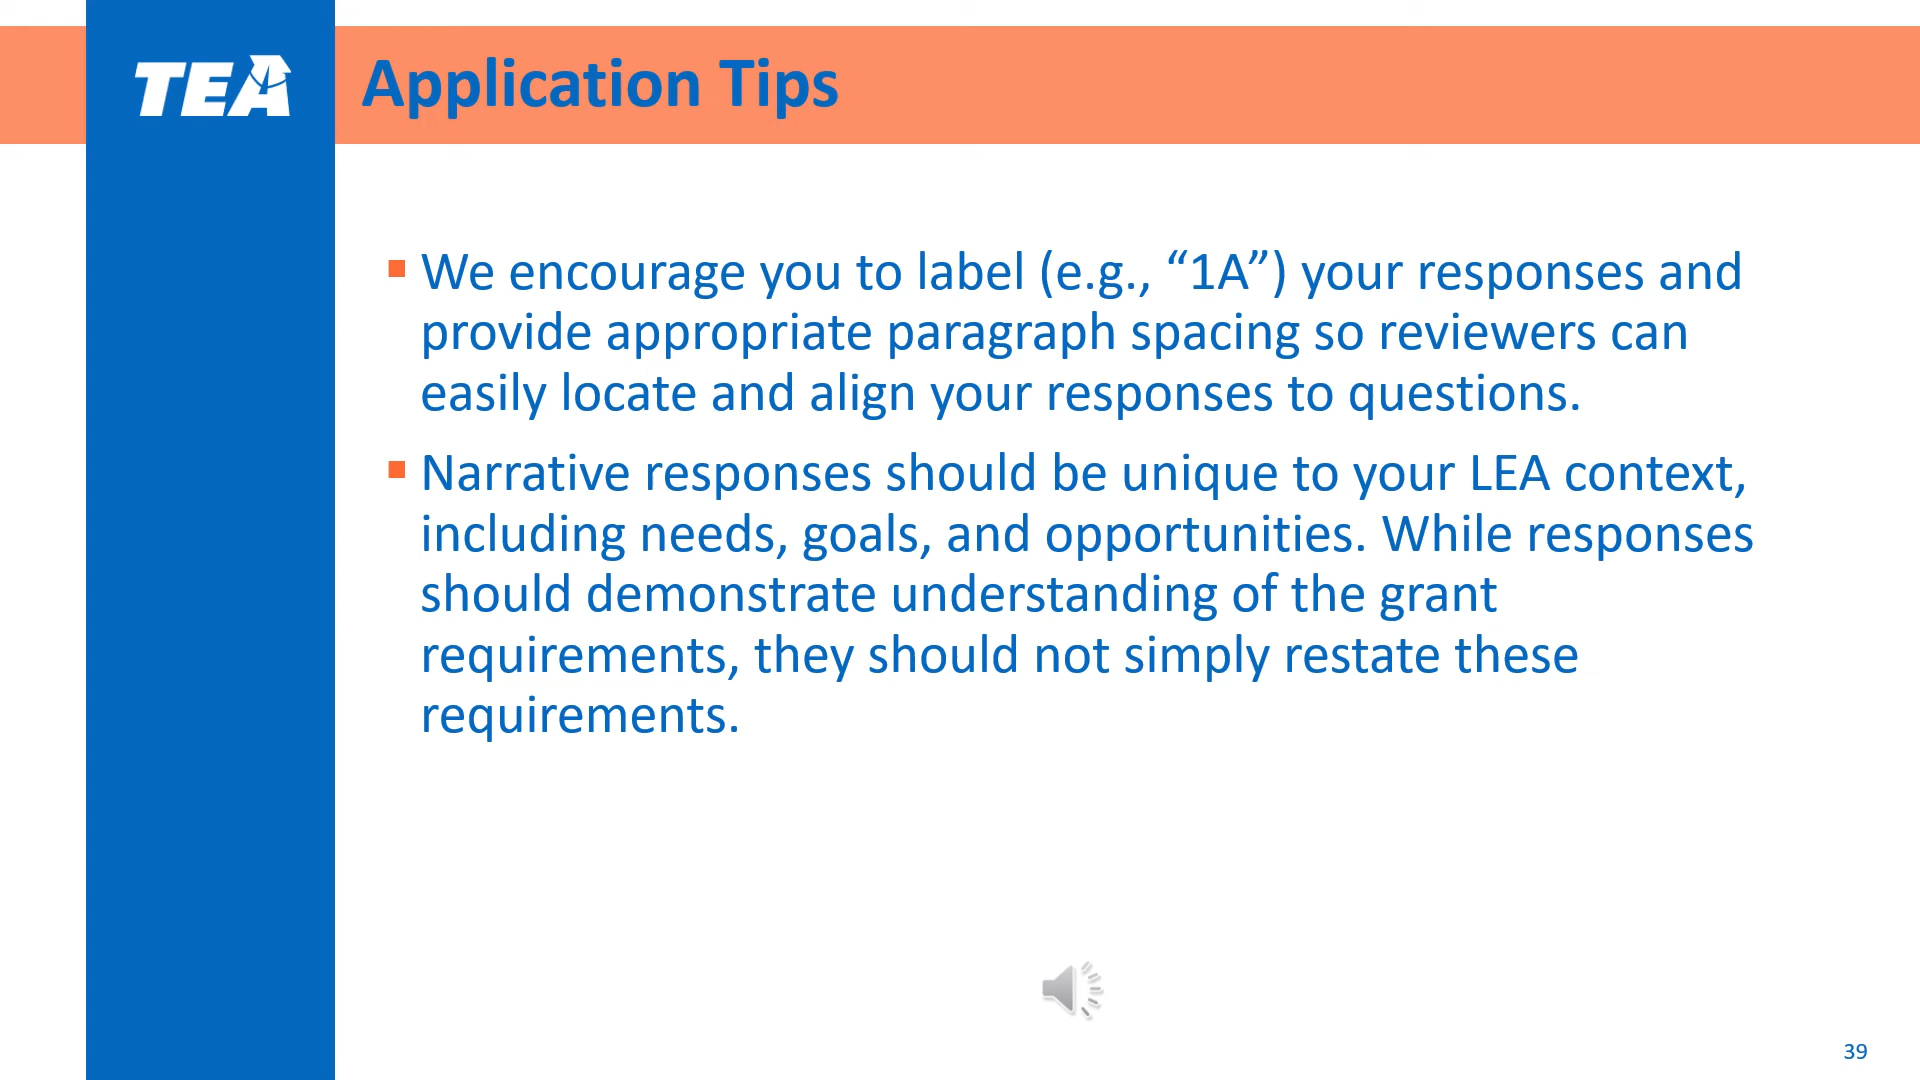 TEA
Application Tips
▪ We encourage you to label (e.g., “1A”) your responses and
provide appropriate paragraph spacing so reviewers can
easily locate and align your responses to questions.
▪ Narrative responses should be unique to your LEA context,
including needs, goals, and opportunities. While responses
should demonstrate understanding of the grant
requirements, they should not simply restate these
requirements.
39